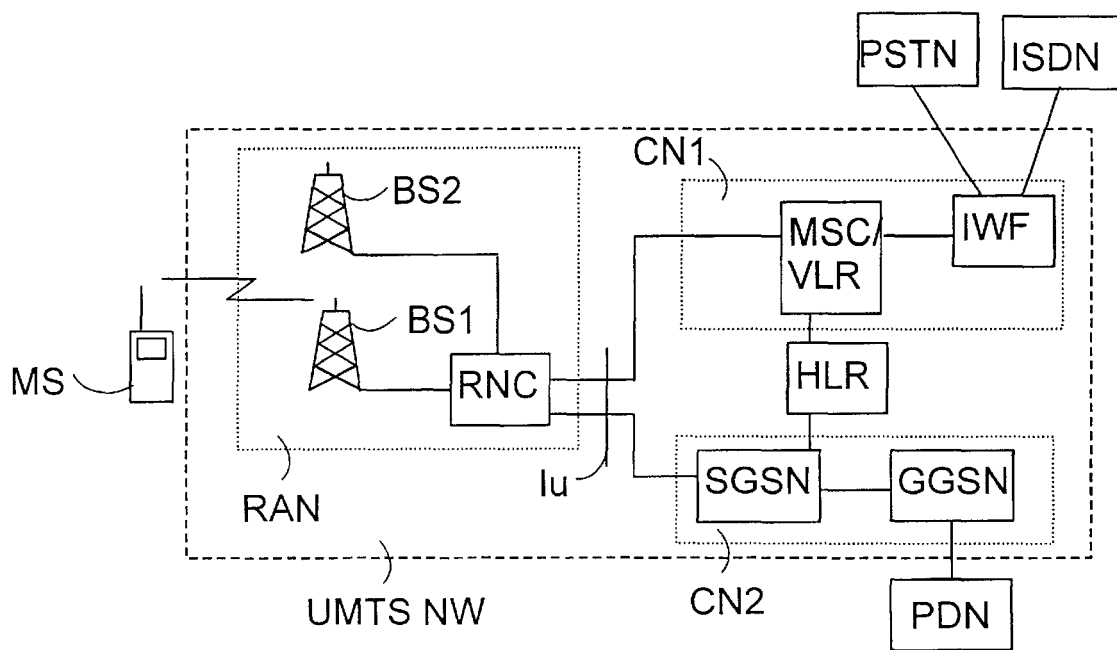 PSTN
ISDN
CN1
BS2
MSC/
VLR
IWF
BS1
MS
RNC
HLR
Iu
SGSN
GGSN
RAN
UMTS NW
CN2
PDN